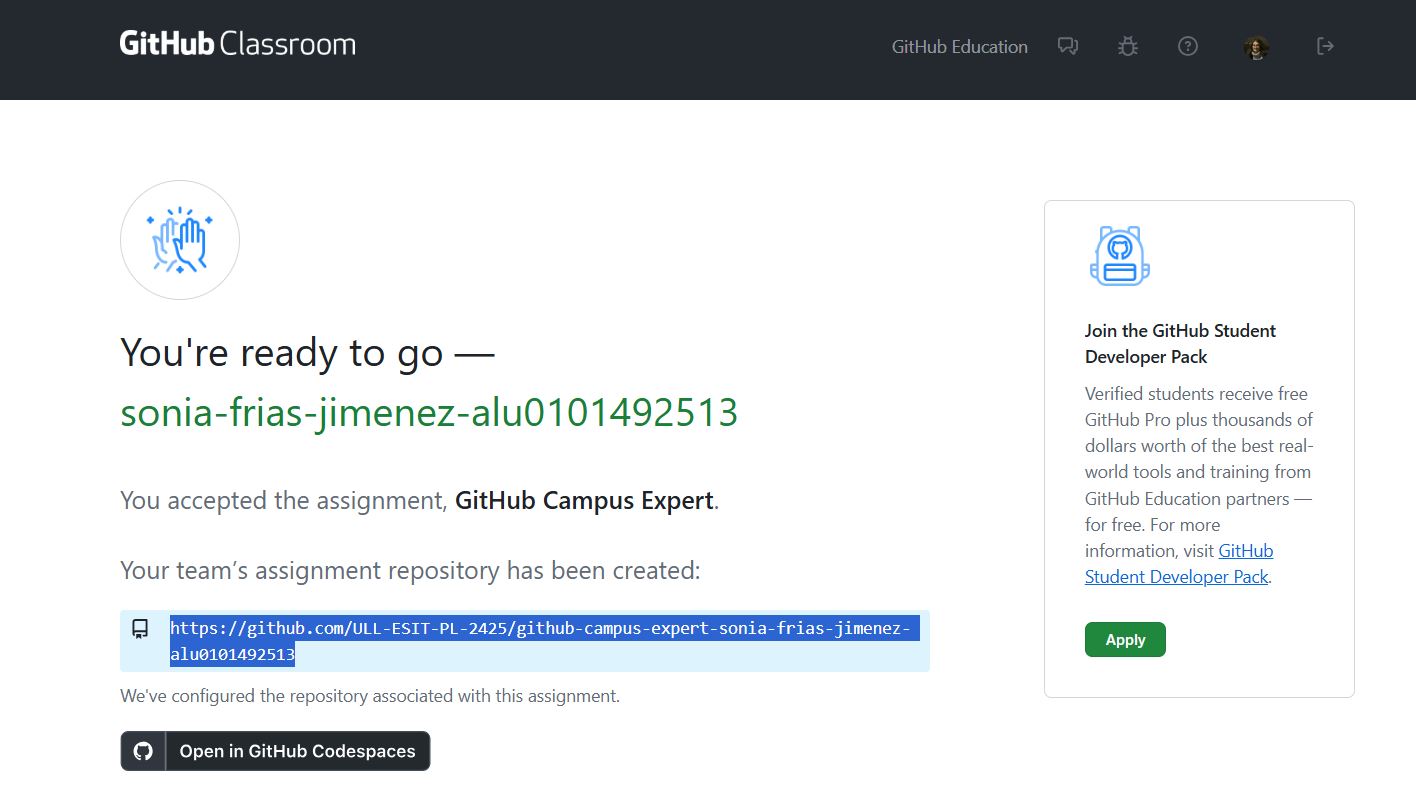 GitHub Classroom
GitHub Education
You're ready to go —
sonia-frias-jimenez-alu0101492513
You accepted the assignment, GitHub Campus Expert.
Your team’s assignment repository has been created:
https://github.com/ULL-ESIT-PL-2425/github-campus-expert-sonia-frias-jimenez-
alu0101492513
We've configured the repository associated with this assignment.
Open in GitHub Codespaces
Join the GitHub Student
Developer Pack
Verified students receive free
GitHub Pro plus thousands of
dollars worth of the best real-
world tools and training from
GitHub Education partners —
for free. For more
information, visit GitHub
Student Developer Pack.
Apply